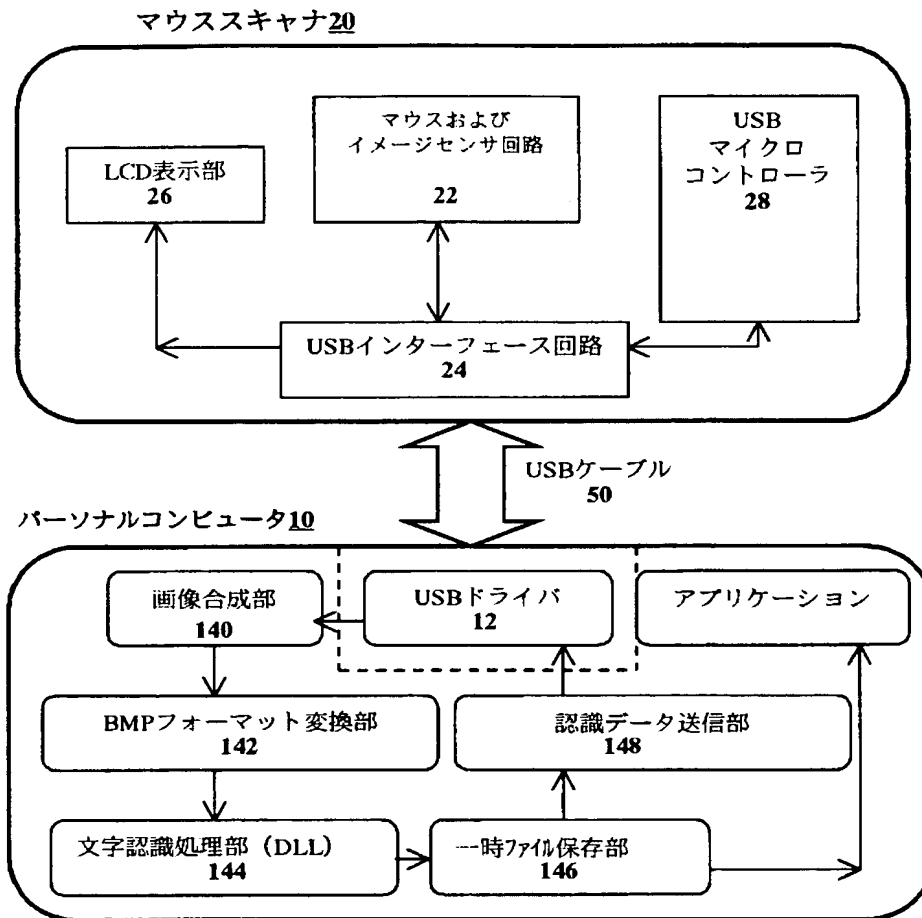 マウススキャナ20
マウスおよび
イメージセンサ回路
22
USB
マイクロ
コントローラ
28
LCD表示部
26
USBインターフェース回路
24
USBケーブル
50
パーソナルコンピュータ10
画像合成部
140
USBドライバ
12
アプリケーション
BMPフォーマット変換部
142
認識データ送信部
148
文字認識処理部（DLL）
144
一時ファイル保存部
146